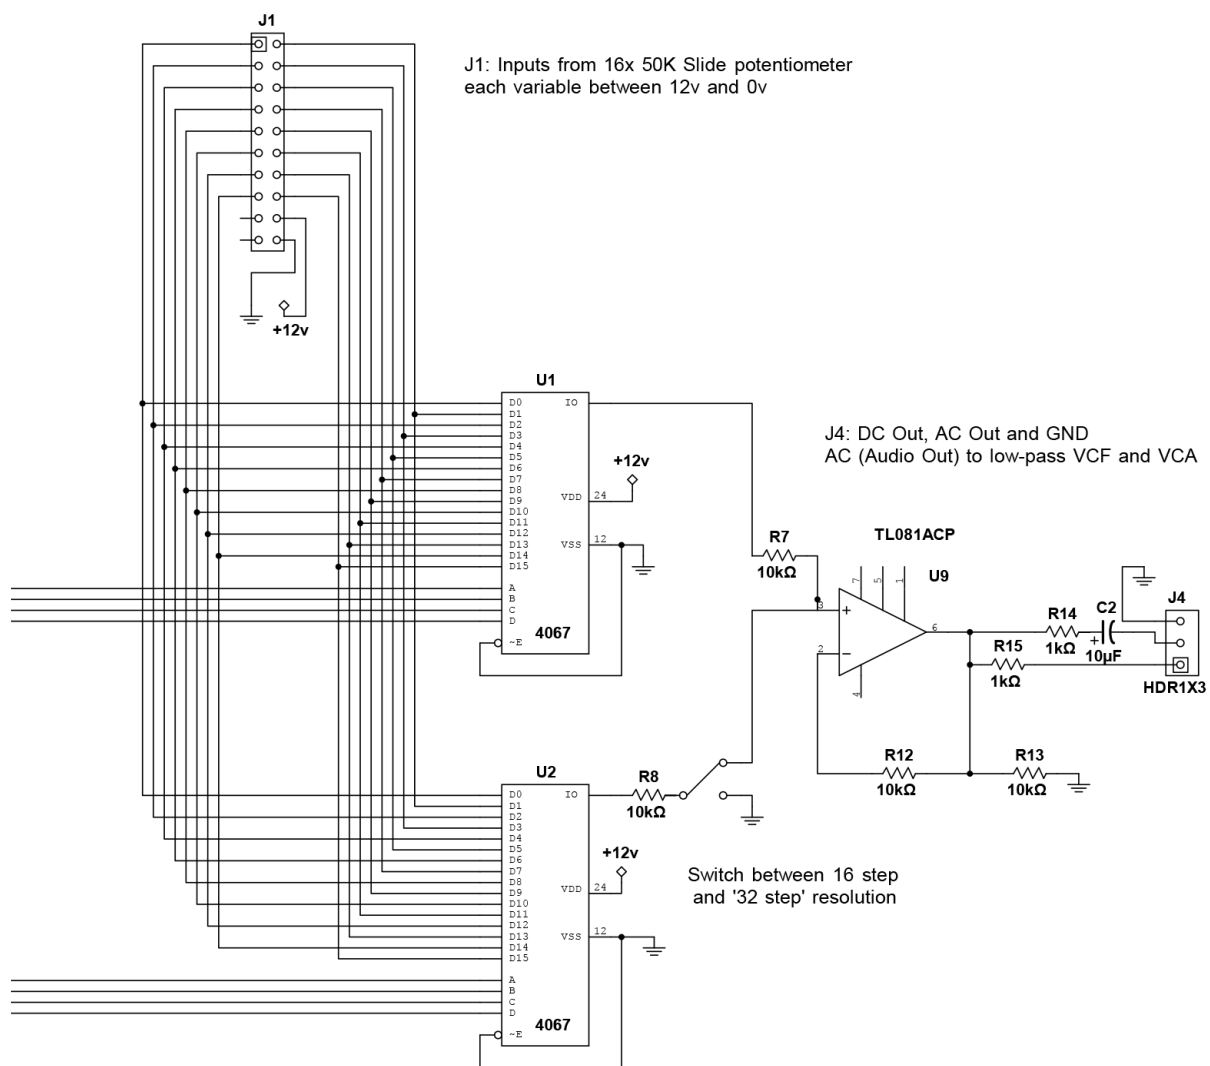 J1
J1: Inputs from 16x 50K Slide potentiometer
each variable between 12v and 0v
+12v
U1
D0 IO
D1
D2
D3
D4
D5
D6
D7
D8
D9 VDD 24
D10
D11
D12
D13 VSS 12
D14
D15
A
B
C
D
~E 4067
+12v
J4: DC Out, AC Out and GND
AC (Audio Out) to low-pass VCF and VCA
R7
10kΩ
TL081ACP
U9
7 5 1
3 +
2 −
6
4
R14
1kΩ
C2
+
10µF
R15
1kΩ
J4
HDR1X3
R12
10kΩ
R13
10kΩ
U2
D0 IO
D1
D2
D3
D4
D5
D6
D7
D8
D9 VDD 24
D10
D11
D12
D13 VSS 12
D14
D15
A
B
C
D
~E 4067
R8
10kΩ
+12v
Switch between 16 step
and '32 step' resolution